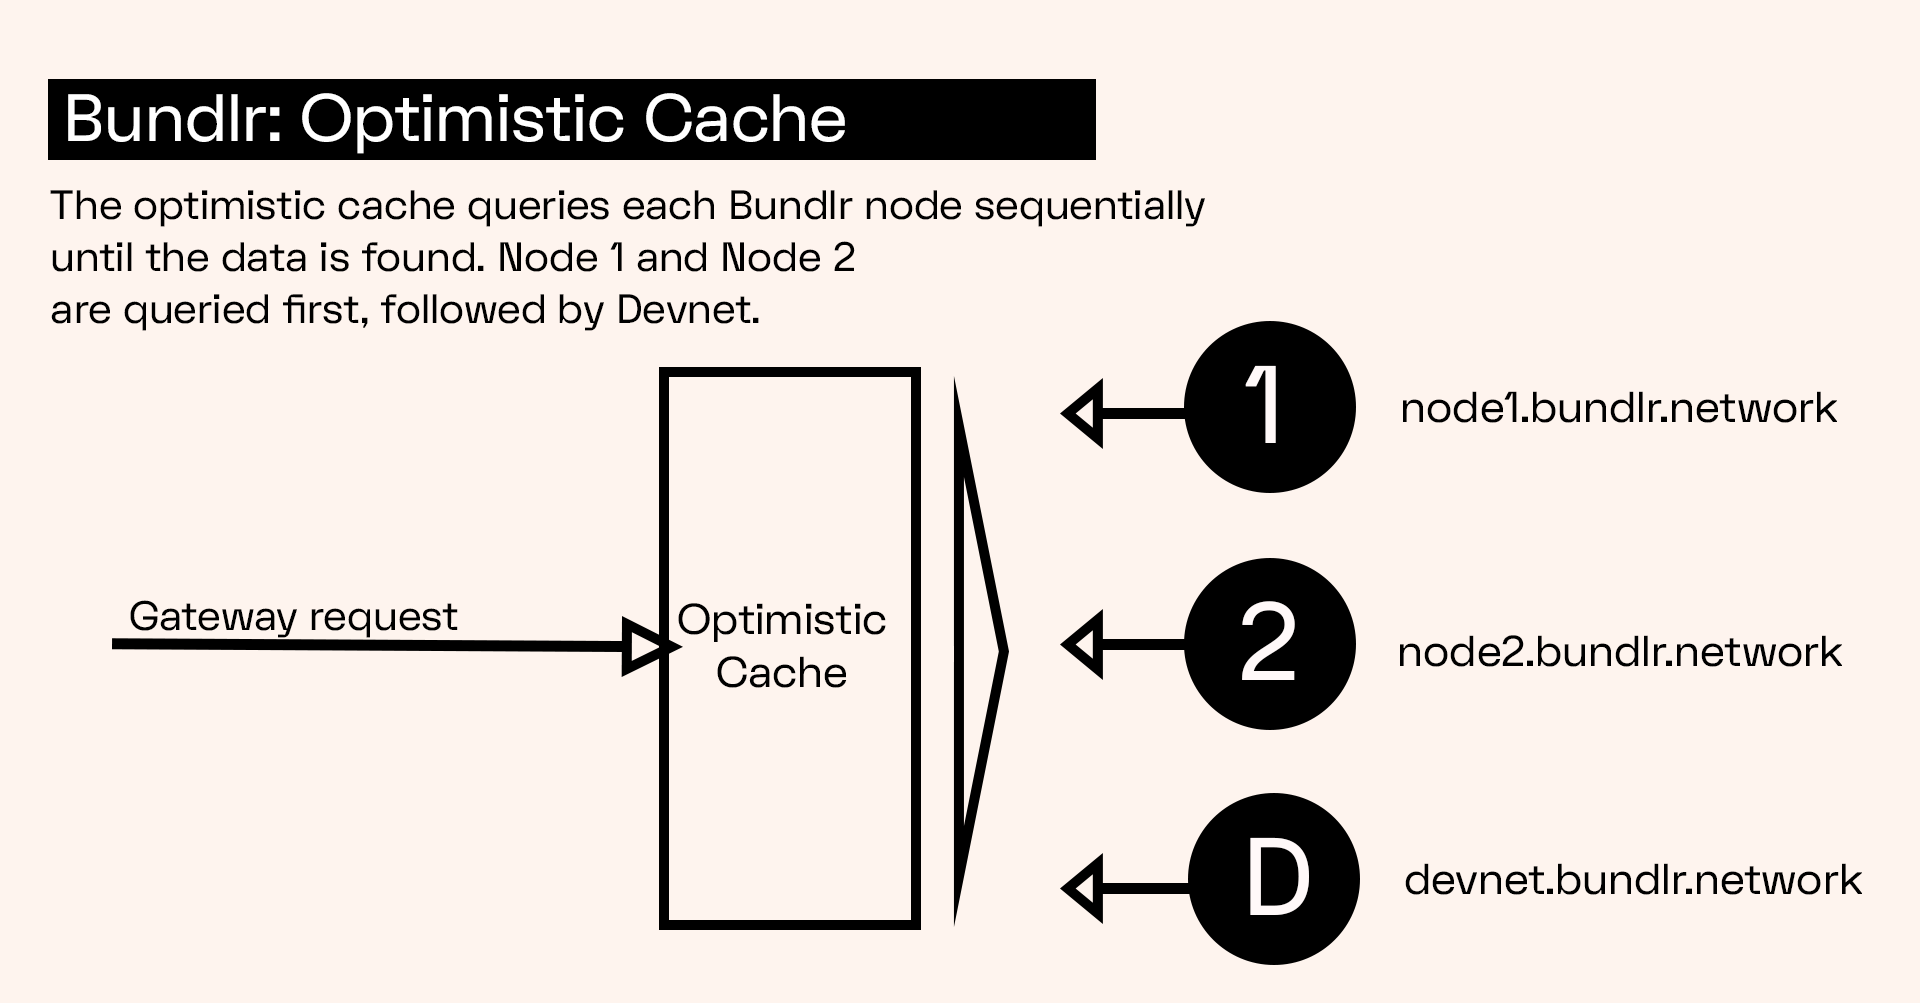 Bundlr: Optimistic Cache
The optimistic cache queries each Bundlr node sequentially
until the data is found. Node 1 and Node 2
are queried first, followed by Devnet.
1
node1.bundlr.network
Gateway request
Optimistic
Cache
2
node2.bundlr.network
D
devnet.bundlr.network